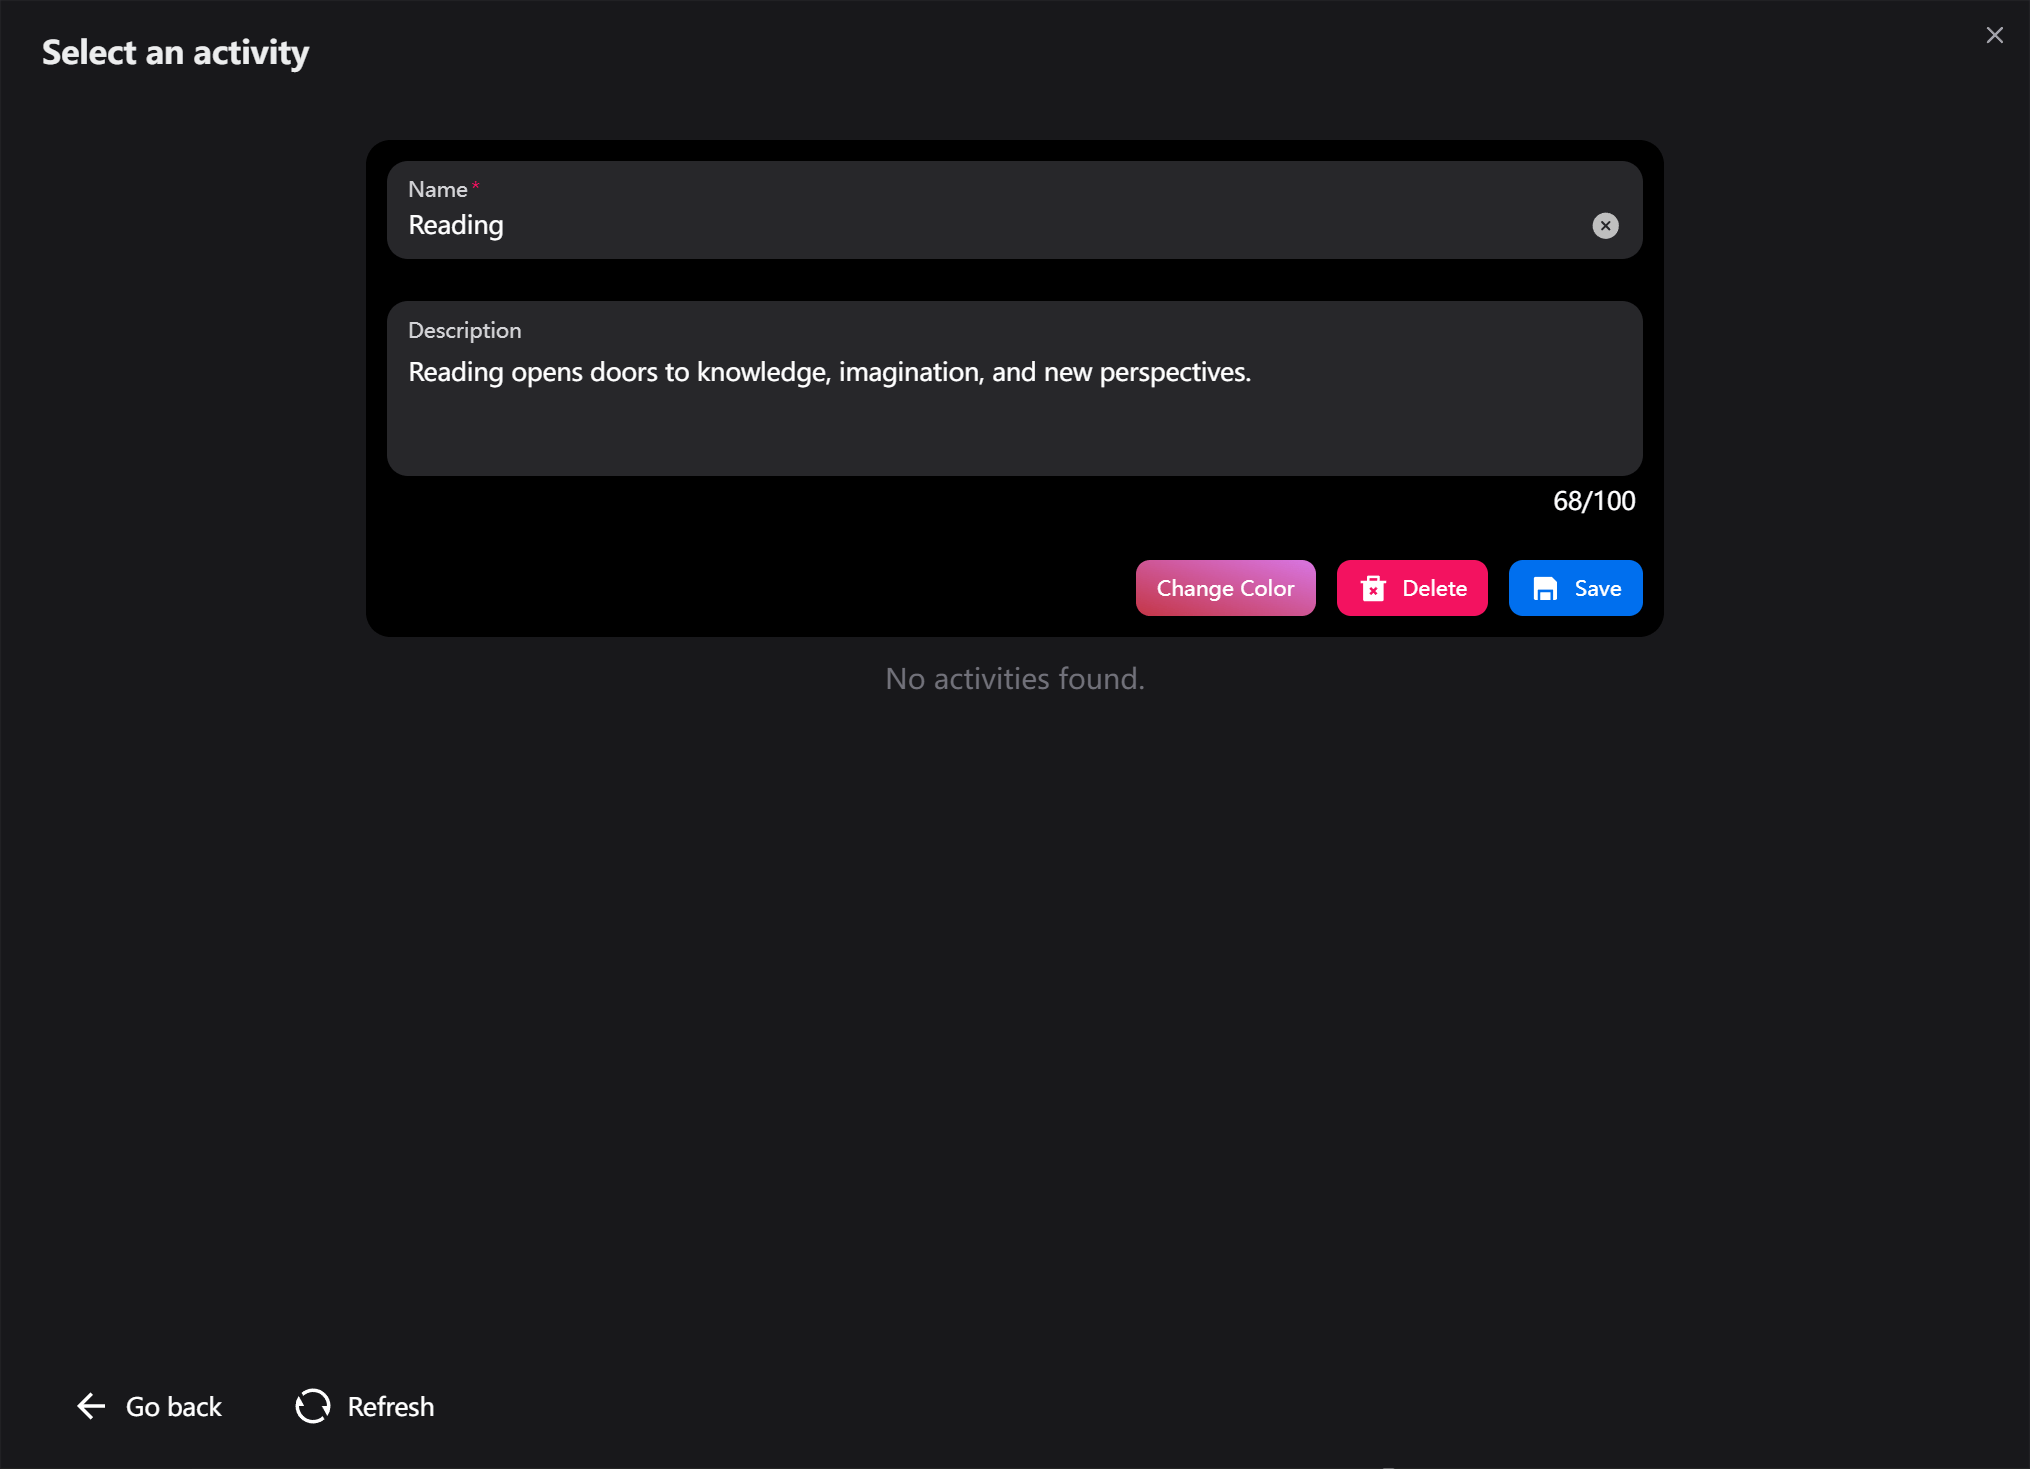 Select an activity
Name*
Reading
Description
Reading opens doors to knowledge, imagination, and new perspectives.
68/100
Change Color
Delete
Save
No activities found.
Go back
Refresh